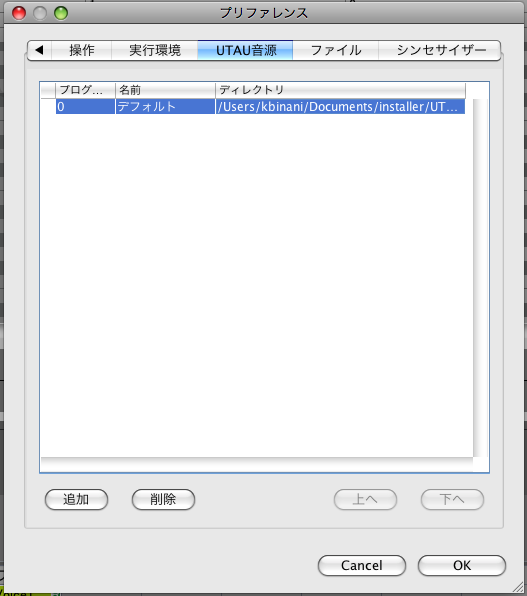 プリファレンス
◀ 操作 実行環境 UTAU音源 ファイル シンセサイザー
プログ... 名前 ディレクトリ
0 デフォルト /Users/kbinani/Documents/installer/UT...
追加 削除 上へ 下へ
Cancel OK